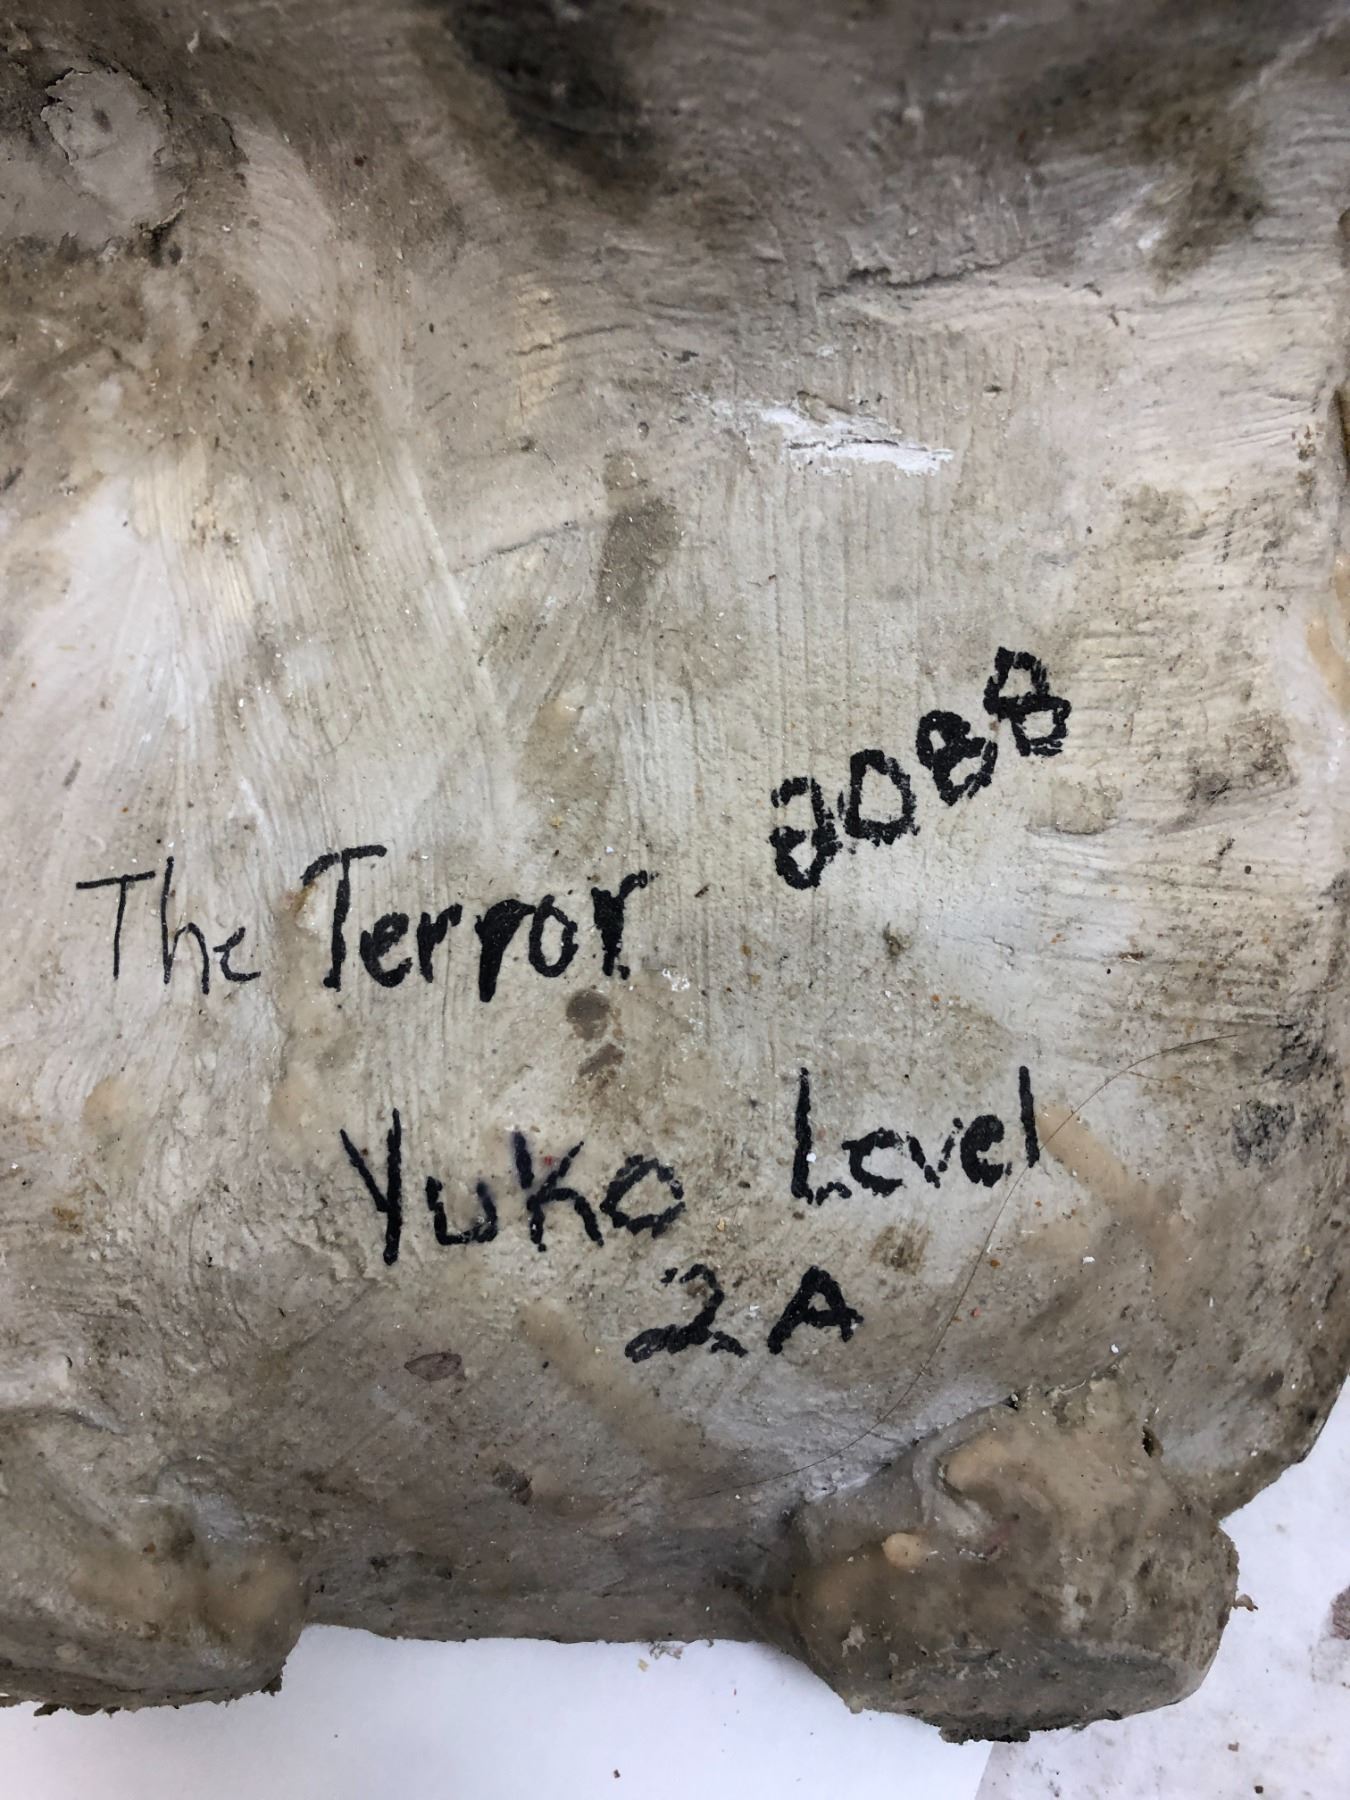 The Terror 2088
Yuko Level
2A